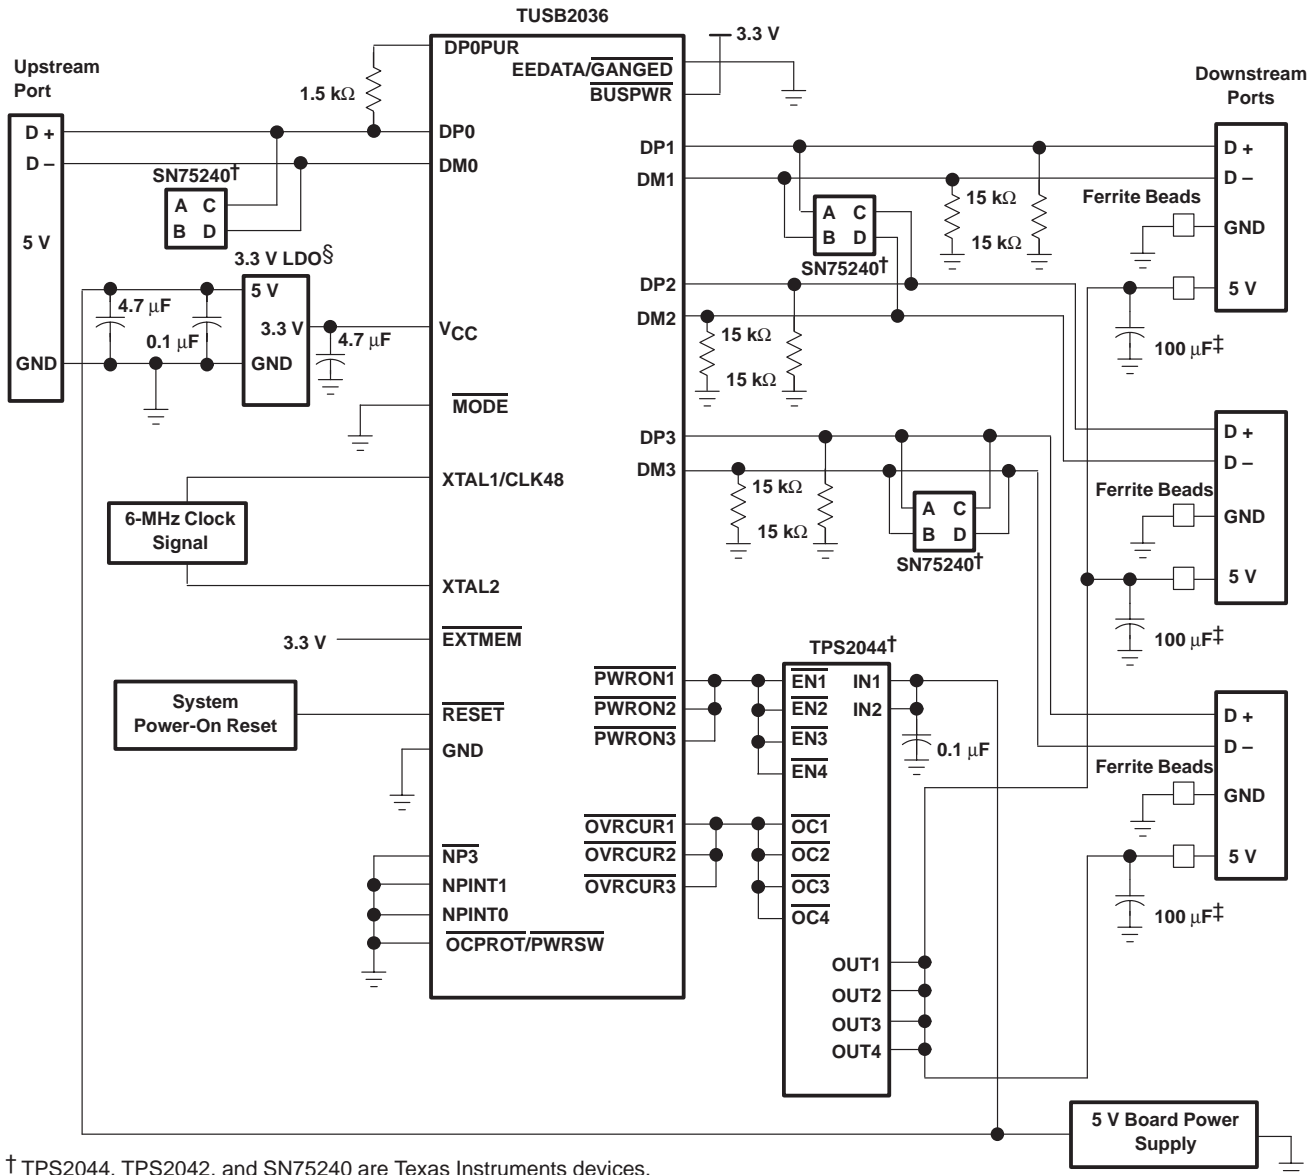 TUSB2036
Upstream
Port
D +
D –
5 V
GND
1.5 kΩ
SN75240†
A C
B D
3.3 V LDO§
5 V
3.3 V
GND
4.7 µF
0.1 µF
4.7 µF
6-MHz Clock
Signal
3.3 V
System
Power-On Reset
DP0PUR
DP0
DM0
VCC
MODE
XTAL1/CLK48
XTAL2
EXTMEM
RESET
GND
NP3
NPINT1
NPINT0
OCPROT/PWRSW
EEDATA/GANGED
BUSPWR
3.3 V
DP1
DM1
DP2
DM2
DP3
DM3
PWRON1
PWRON2
PWRON3
OVRCUR1
OVRCUR2
OVRCUR3
A C
B D
SN75240†
15 kΩ
15 kΩ
15 kΩ
15 kΩ
15 kΩ
15 kΩ
A C
B D
SN75240†
TPS2044†
EN1
EN2
EN3
EN4
OC1
OC2
OC3
OC4
IN1
IN2
OUT1
OUT2
OUT3
OUT4
0.1 µF
Downstream
Ports
D +
D –
Ferrite Beads
GND
5 V
100 µF‡
D +
D –
Ferrite Beads
GND
5 V
100 µF‡
D +
D –
Ferrite Beads
GND
5 V
100 µF‡
5 V Board Power
Supply
† TPS2044, TPS2042, and SN75240 are Texas Instruments devices.